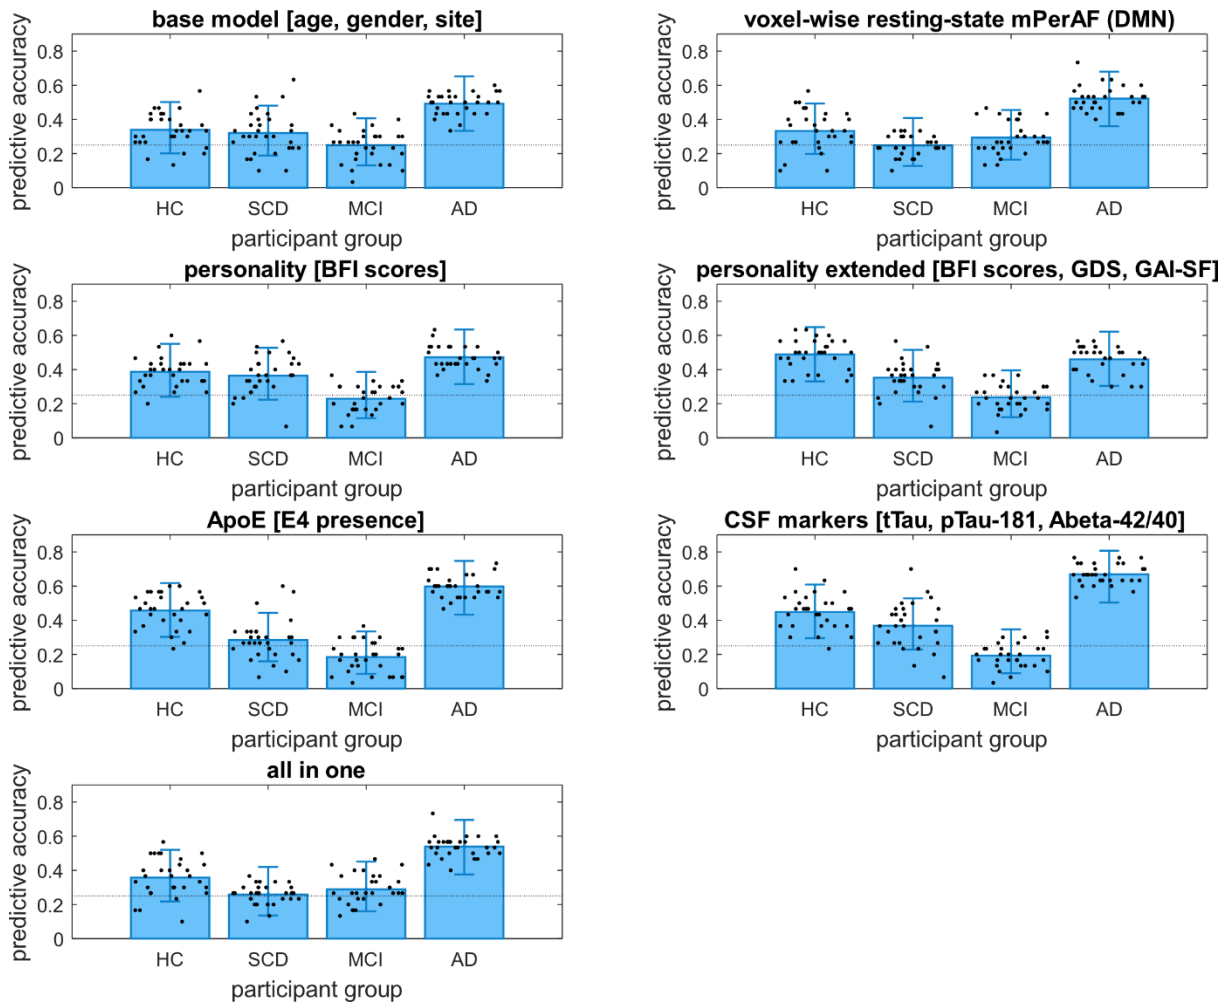 base model [age, gender, site]
predictive accuracy
0.8
0.6
0.4
0.2
0
HC SCD MCI AD
participant group
voxel-wise resting-state mPerAF (DMN)
predictive accuracy
0.8
0.6
0.4
0.2
0
HC SCD MCI AD
participant group
personality [BFI scores]
predictive accuracy
0.8
0.6
0.4
0.2
0
HC SCD MCI AD
participant group
personality extended [BFI scores, GDS, GAI-SF]
predictive accuracy
0.8
0.6
0.4
0.2
0
HC SCD MCI AD
participant group
ApoE [E4 presence]
predictive accuracy
0.8
0.6
0.4
0.2
0
HC SCD MCI AD
participant group
CSF markers [tTau, pTau-181, Abeta-42/40]
predictive accuracy
0.8
0.6
0.4
0.2
0
HC SCD MCI AD
participant group
all in one
predictive accuracy
0.8
0.6
0.4
0.2
0
HC SCD MCI AD
participant group